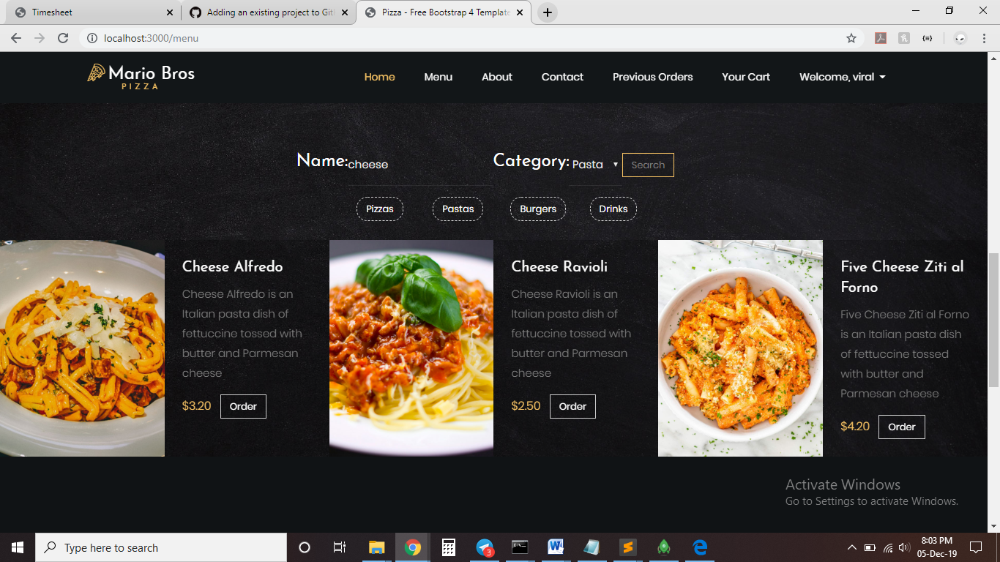 Timesheet
Adding an existing project to Git
Pizza - Free Bootstrap 4 Template
localhost:3000/menu
Mario Bros
PIZZA
Home Menu About Contact Previous Orders Your Cart Welcome, viral
Name: cheese Category: Pasta Search
Pizzas Pastas Burgers Drinks
Cheese Alfredo
Cheese Alfredo is an
Italian pasta dish of
fettuccine tossed with
butter and Parmesan
cheese
$3.20 Order
Cheese Ravioli
Cheese Ravioli is an
Italian pasta dish of
fettuccine tossed with
butter and Parmesan
cheese
$2.50 Order
Five Cheese Ziti al
Forno
Five Cheese Ziti al Forno
is an Italian pasta dish
of fettuccine tossed
with butter and
Parmesan cheese
$4.20 Order
Activate Windows
Go to Settings to activate Windows.
Type here to search
3
8:03 PM
05-Dec-19